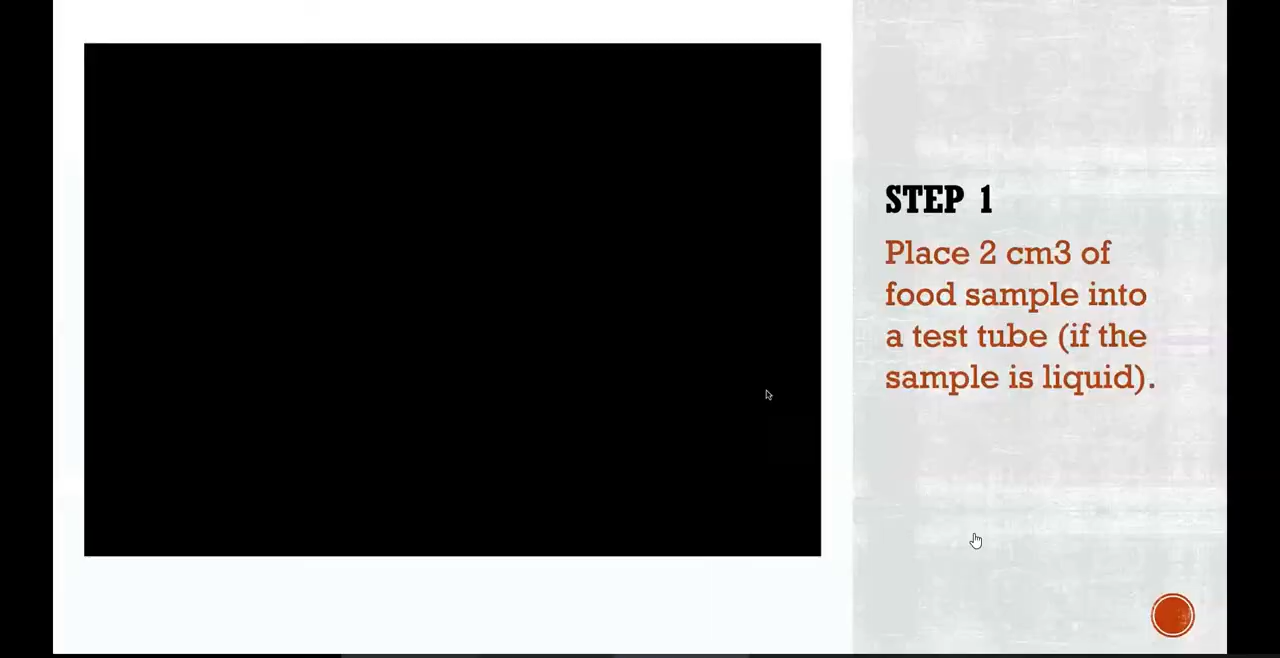 STEP 1
Place 2 cm3 of
food sample into
a test tube (if the
sample is liquid).